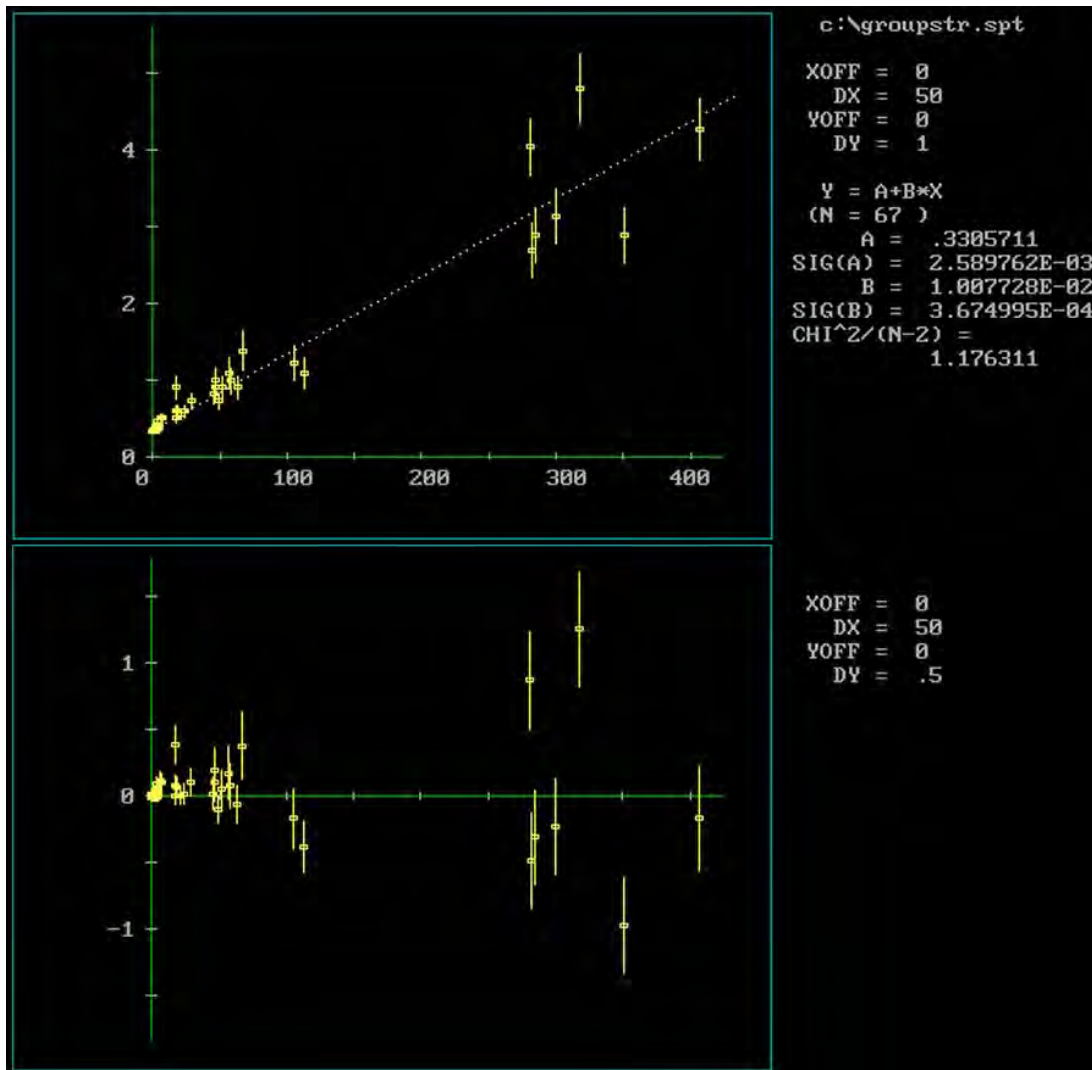 c:\groupstr.spt
XOFF = 0
DX = 50
YOFF = 0
DY = 1
Y = A+B*X
(N = 67 )
A = .3305711
SIG(A) = 2.589762E-03
B = 1.007728E-02
SIG(B) = 3.674995E-04
CHI^2/(N-2) =
1.176311
4
2
0
0 100 200 300 400
XOFF = 0
DX = 50
YOFF = 0
DY = .5
1
0
-1